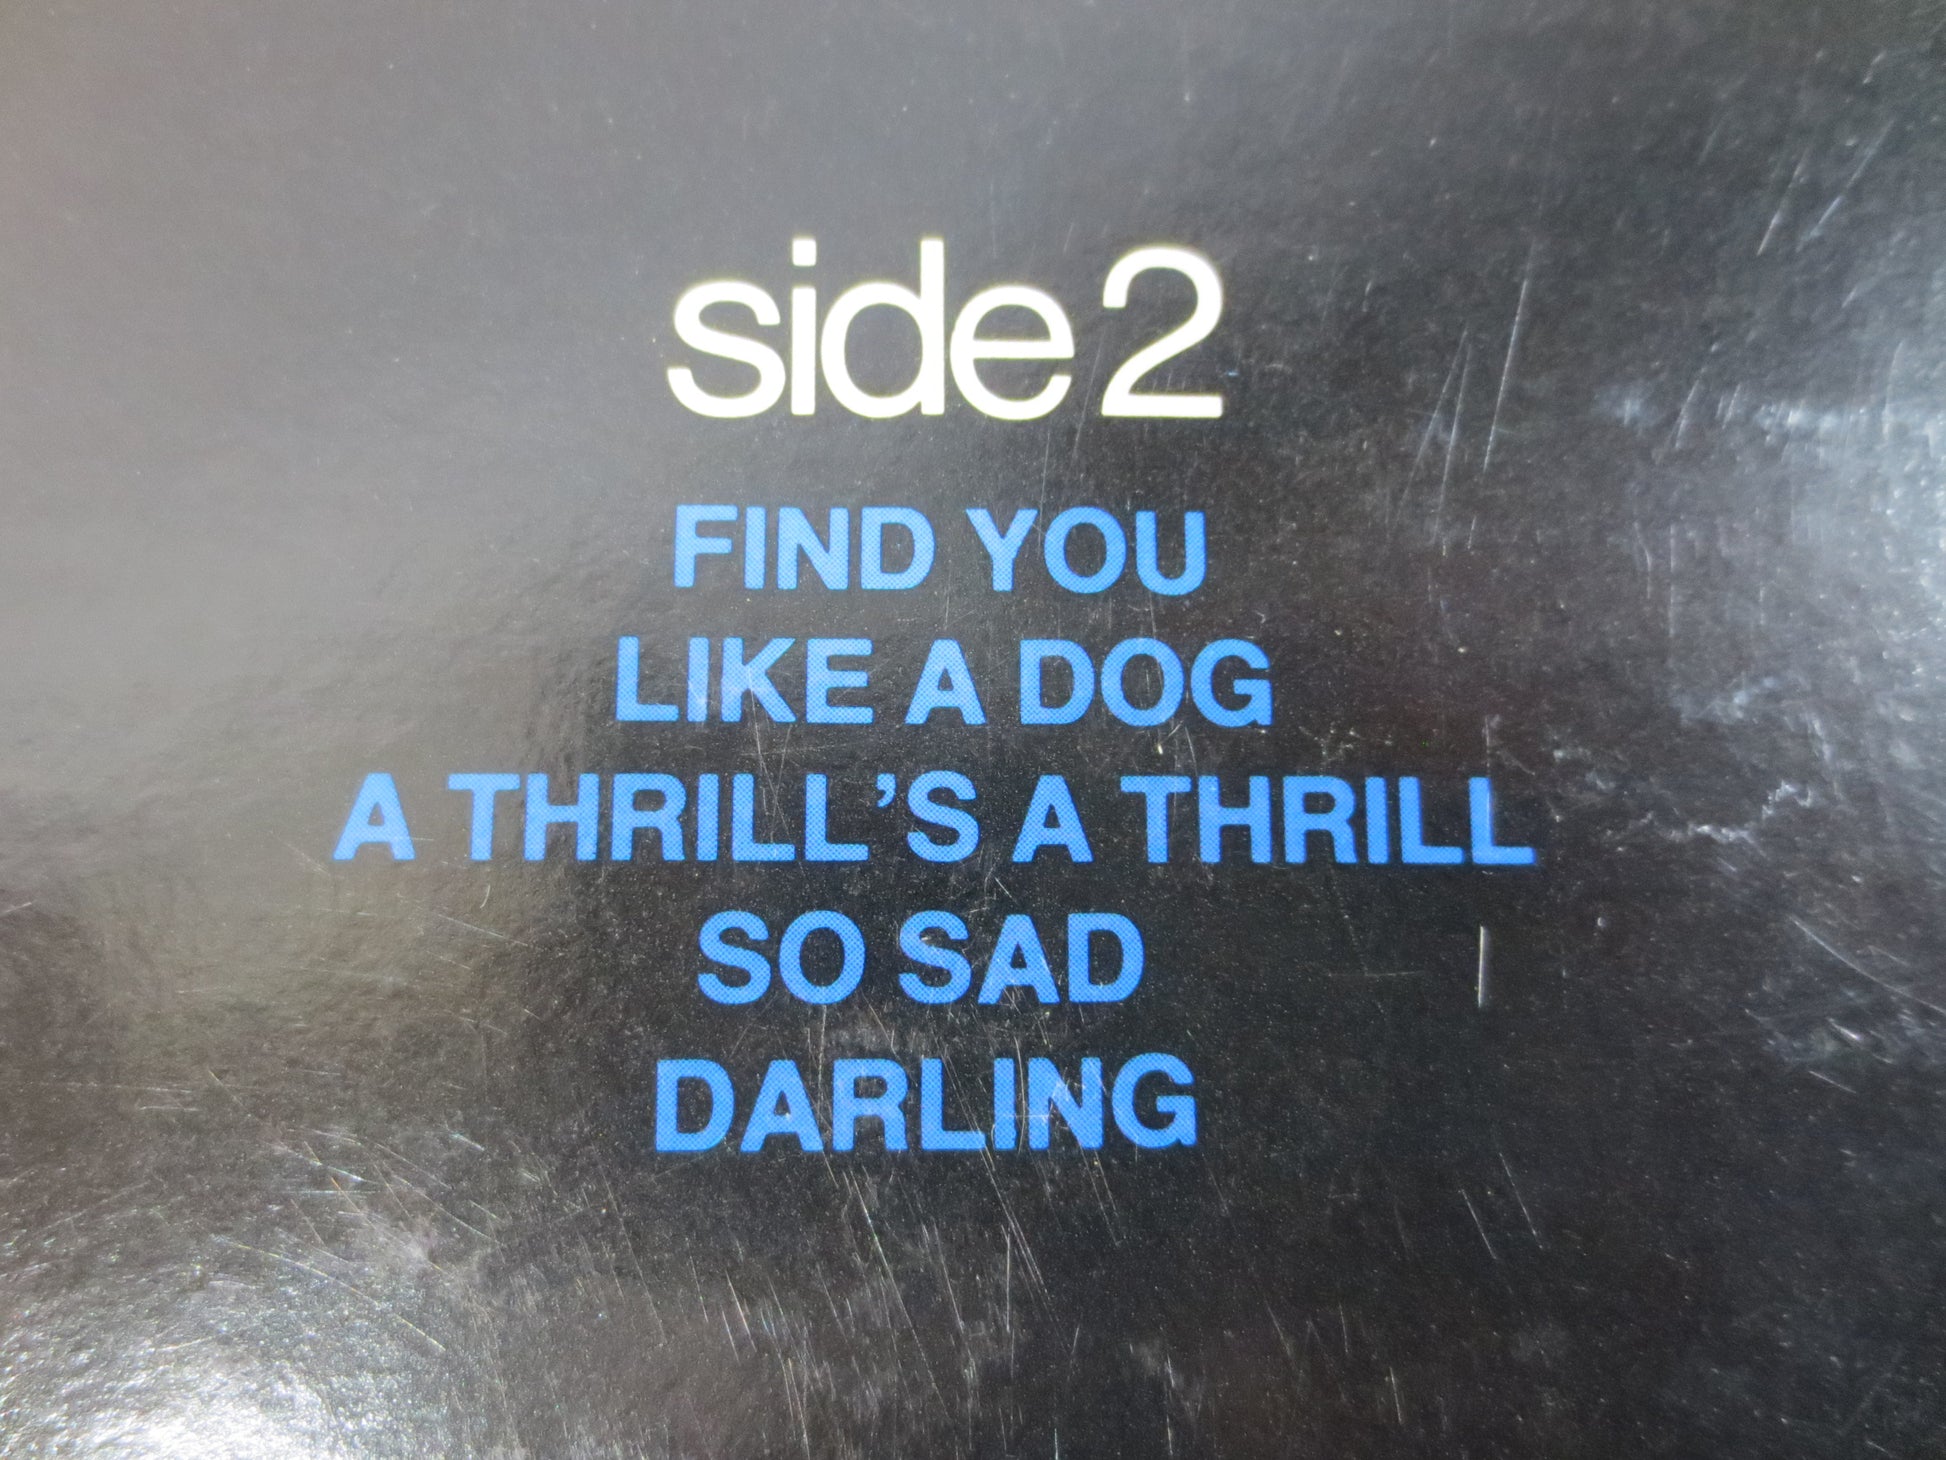 side 2
FIND YOU
LIKE A DOG
A THRILL'S A THRILL
SO SAD
DARLING